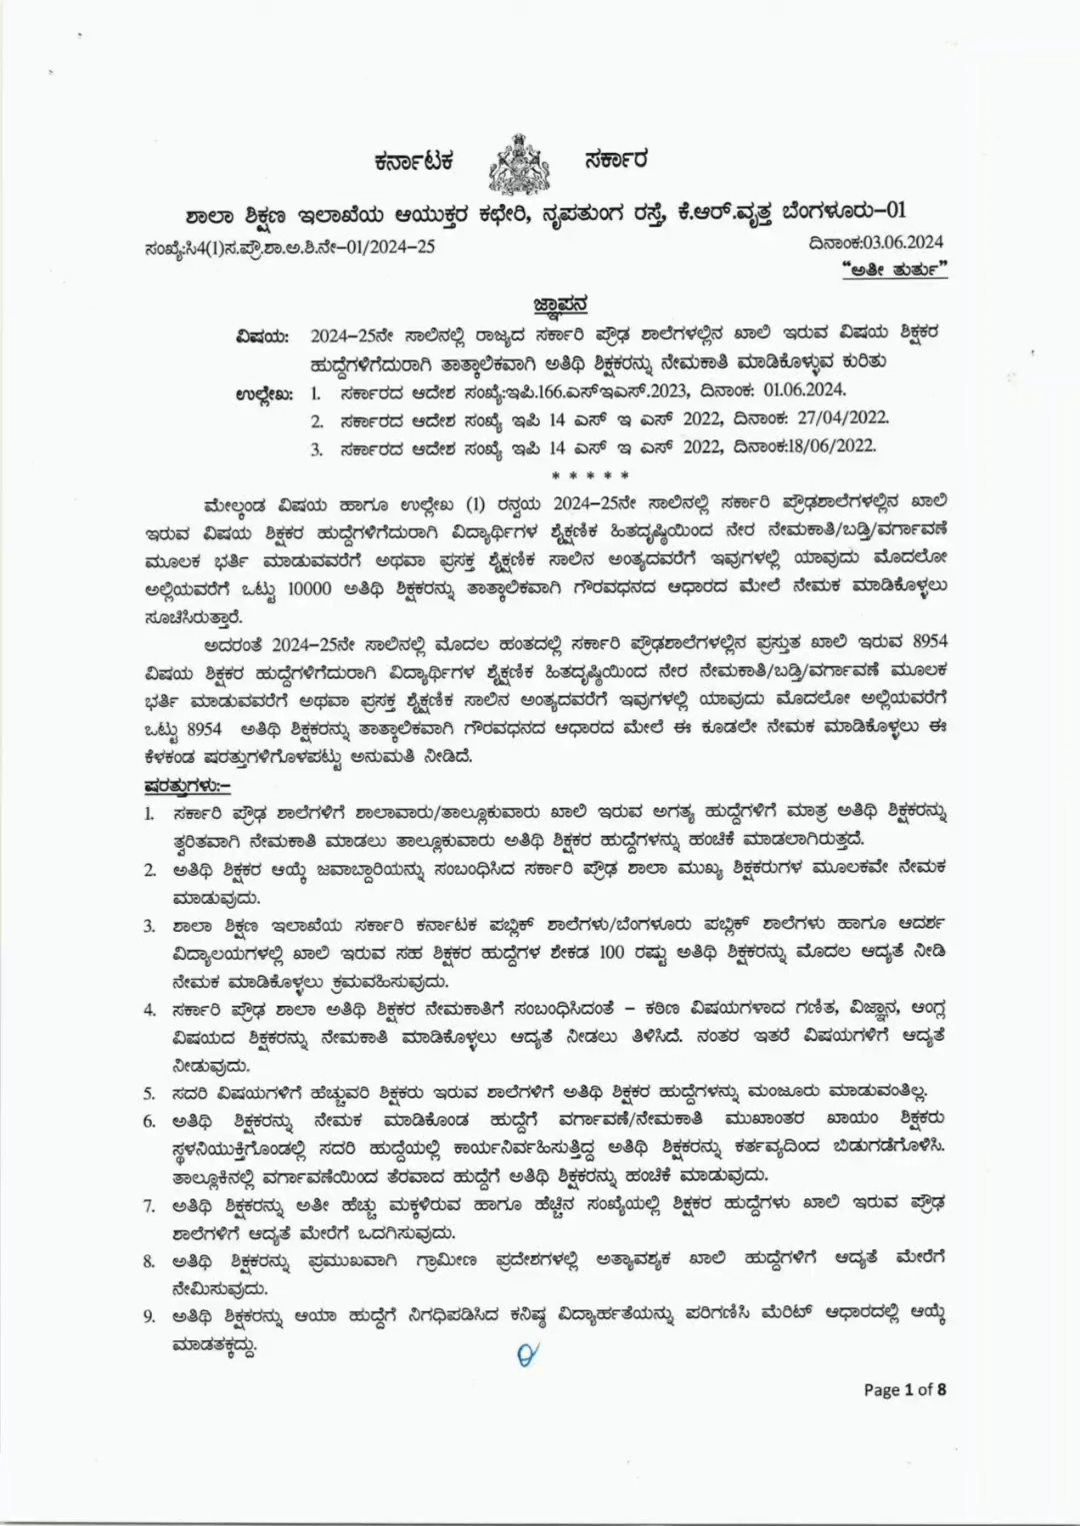 ಕರ್ನಾಟಕ ಸರ್ಕಾರ
ಶಾಲಾ ಶಿಕ್ಷಣ ಇಲಾಖೆಯ ಆಯುಕ್ತರ ಕಛೇರಿ, ನೃಪತುಂಗ ರಸ್ತೆ, ಕೆ.ಆರ್.ವೃತ್ತ ಬೆಂಗಳೂರು-01
ಸಂಖ್ಯೆ:ಸಿ4(1)ಸ.ಪ್ರೌ.ಶಾ.ಅ.ಶಿ.ನೇ-01/2024-25 ದಿನಾಂಕ:03.06.2024
"ಅತೀ ತುರ್ತು"
ಜ್ಞಾಪನ
ವಿಷಯ: 2024-25ನೇ ಸಾಲಿನಲ್ಲಿ ರಾಜ್ಯದ ಸರ್ಕಾರಿ ಪ್ರೌಢ ಶಾಲೆಗಳಲ್ಲಿನ ಖಾಲಿ ಇರುವ ವಿಷಯ ಶಿಕ್ಷಕರ
ಹುದ್ದೆಗಳಿಗೆದುರಾಗಿ ತಾತ್ಕಾಲಿಕವಾಗಿ ಅತಿಥಿ ಶಿಕ್ಷಕರನ್ನು ನೇಮಕಾತಿ ಮಾಡಿಕೊಳ್ಳುವ ಕುರಿತು
ಉಲ್ಲೇಖ: 1. ಸರ್ಕಾರದ ಆದೇಶ ಸಂಖ್ಯೆ:ಇಪಿ.166.ಎಸ್ಇಎಸ್.2023, ದಿನಾಂಕ: 01.06.2024.
2. ಸರ್ಕಾರದ ಆದೇಶ ಸಂಖ್ಯೆ ಇಪಿ 14 ಎಸ್ ಇ ಎಸ್ 2022, ದಿನಾಂಕ: 27/04/2022.
3. ಸರ್ಕಾರದ ಆದೇಶ ಸಂಖ್ಯೆ ಇಪಿ 14 ಎಸ್ ಇ ಎಸ್ 2022, ದಿನಾಂಕ:18/06/2022.
* * * * *
ಮೇಲ್ಕಂಡ ವಿಷಯ ಹಾಗೂ ಉಲ್ಲೇಖ (1) ರನ್ವಯ 2024-25ನೇ ಸಾಲಿನಲ್ಲಿ ಸರ್ಕಾರಿ ಪ್ರೌಢಶಾಲೆಗಳಲ್ಲಿನ ಖಾಲಿ
ಇರುವ ವಿಷಯ ಶಿಕ್ಷಕರ ಹುದ್ದೆಗಳಿಗೆದುರಾಗಿ ವಿದ್ಯಾರ್ಥಿಗಳ ಶೈಕ್ಷಣಿಕ ಹಿತದೃಷ್ಠಿಯಿಂದ ನೇರ ನೇಮಕಾತಿ/ಬಡ್ತಿ/ವರ್ಗಾವಣೆ
ಮೂಲಕ ಭರ್ತಿ ಮಾಡುವವರೆಗೆ ಅಥವಾ ಪ್ರಸಕ್ತ ಶೈಕ್ಷಣಿಕ ಸಾಲಿನ ಅಂತ್ಯದವರೆಗೆ ಇವುಗಳಲ್ಲಿ ಯಾವುದು ಮೊದಲೋ
ಅಲ್ಲಿಯವರೆಗೆ ಒಟ್ಟು 10000 ಅತಿಥಿ ಶಿಕ್ಷಕರನ್ನು ತಾತ್ಕಾಲಿಕವಾಗಿ ಗೌರವಧನದ ಆಧಾರದ ಮೇಲೆ ನೇಮಕ ಮಾಡಿಕೊಳ್ಳಲು
ಸೂಚಿಸಿರುತ್ತಾರೆ.
ಅದರಂತೆ 2024-25ನೇ ಸಾಲಿನಲ್ಲಿ ಮೊದಲ ಹಂತದಲ್ಲಿ ಸರ್ಕಾರಿ ಪ್ರೌಢಶಾಲೆಗಳಲ್ಲಿನ ಪ್ರಸ್ತುತ ಖಾಲಿ ಇರುವ 8954
ವಿಷಯ ಶಿಕ್ಷಕರ ಹುದ್ದೆಗಳಿಗೆದುರಾಗಿ ವಿದ್ಯಾರ್ಥಿಗಳ ಶೈಕ್ಷಣಿಕ ಹಿತದೃಷ್ಠಿಯಿಂದ ನೇರ ನೇಮಕಾತಿ/ಬಡ್ತಿ/ವರ್ಗಾವಣೆ ಮೂಲಕ
ಭರ್ತಿ ಮಾಡುವವರೆಗೆ ಅಥವಾ ಪ್ರಸಕ್ತ ಶೈಕ್ಷಣಿಕ ಸಾಲಿನ ಅಂತ್ಯದವರೆಗೆ ಇವುಗಳಲ್ಲಿ ಯಾವುದು ಮೊದಲೋ ಅಲ್ಲಿಯವರೆಗೆ
ಒಟ್ಟು 8954 ಅತಿಥಿ ಶಿಕ್ಷಕರನ್ನು ತಾತ್ಕಾಲಿಕವಾಗಿ ಗೌರವಧನದ ಆಧಾರದ ಮೇಲೆ ಈ ಕೂಡಲೇ ನೇಮಕ ಮಾಡಿಕೊಳ್ಳಲು ಈ
ಕೆಳಕಂಡ ಷರತ್ತುಗಳಿಗೊಳಪಟ್ಟು ಅನುಮತಿ ನೀಡಿದೆ.
ಷರತ್ತುಗಳು:-
1. ಸರ್ಕಾರಿ ಪ್ರೌಢ ಶಾಲೆಗಳಿಗೆ ಶಾಲಾವಾರು/ತಾಲ್ಲೂಕುವಾರು ಖಾಲಿ ಇರುವ ಅಗತ್ಯ ಹುದ್ದೆಗಳಿಗೆ ಮಾತ್ರ ಅತಿಥಿ ಶಿಕ್ಷಕರನ್ನು
ತ್ವರಿತವಾಗಿ ನೇಮಕಾತಿ ಮಾಡಲು ತಾಲ್ಲೂಕುವಾರು ಅತಿಥಿ ಶಿಕ್ಷಕರ ಹುದ್ದೆಗಳನ್ನು ಹಂಚಿಕೆ ಮಾಡಲಾಗಿರುತ್ತದೆ.
2. ಅತಿಥಿ ಶಿಕ್ಷಕರ ಆಯ್ಕೆ ಜವಾಬ್ದಾರಿಯನ್ನು ಸಂಬಂಧಿಸಿದ ಸರ್ಕಾರಿ ಪ್ರೌಢ ಶಾಲಾ ಮುಖ್ಯ ಶಿಕ್ಷಕರುಗಳ ಮೂಲಕವೇ ನೇಮಕ
ಮಾಡುವುದು.
3. ಶಾಲಾ ಶಿಕ್ಷಣ ಇಲಾಖೆಯ ಸರ್ಕಾರಿ ಕರ್ನಾಟಕ ಪಬ್ಲಿಕ್ ಶಾಲೆಗಳು/ಬೆಂಗಳೂರು ಪಬ್ಲಿಕ್ ಶಾಲೆಗಳು ಹಾಗೂ ಆದರ್ಶ
ವಿದ್ಯಾಲಯಗಳಲ್ಲಿ ಖಾಲಿ ಇರುವ ಸಹ ಶಿಕ್ಷಕರ ಹುದ್ದೆಗಳ ಶೇಕಡ 100 ರಷ್ಟು ಅತಿಥಿ ಶಿಕ್ಷಕರನ್ನು ಮೊದಲ ಆದ್ಯತೆ ನೀಡಿ
ನೇಮಕ ಮಾಡಿಕೊಳ್ಳಲು ಕ್ರಮವಹಿಸುವುದು.
4. ಸರ್ಕಾರಿ ಪ್ರೌಢ ಶಾಲಾ ಅತಿಥಿ ಶಿಕ್ಷಕರ ನೇಮಕಾತಿಗೆ ಸಂಬಂಧಿಸಿದಂತೆ - ಕಠಿಣ ವಿಷಯಗಳಾದ ಗಣಿತ, ವಿಜ್ಞಾನ, ಆಂಗ್ಲ
ವಿಷಯದ ಶಿಕ್ಷಕರನ್ನು ನೇಮಕಾತಿ ಮಾಡಿಕೊಳ್ಳಲು ಆದ್ಯತೆ ನೀಡಲು ತಿಳಿಸಿದೆ. ನಂತರ ಇತರೆ ವಿಷಯಗಳಿಗೆ ಆದ್ಯತೆ
ನೀಡುವುದು.
5. ಸದರಿ ವಿಷಯಗಳಿಗೆ ಹೆಚ್ಚುವರಿ ಶಿಕ್ಷಕರು ಇರುವ ಶಾಲೆಗಳಿಗೆ ಅತಿಥಿ ಶಿಕ್ಷಕರ ಹುದ್ದೆಗಳನ್ನು ಮಂಜೂರು ಮಾಡುವಂತಿಲ್ಲ.
6. ಅತಿಥಿ ಶಿಕ್ಷಕರನ್ನು ನೇಮಕ ಮಾಡಿಕೊಂಡ ಹುದ್ದೆಗೆ ವರ್ಗಾವಣೆ/ನೇಮಕಾತಿ ಮುಖಾಂತರ ಖಾಯಂ ಶಿಕ್ಷಕರು
ಸ್ಥಳನಿಯುಕ್ತಿಗೊಂಡಲ್ಲಿ ಸದರಿ ಹುದ್ದೆಯಲ್ಲಿ ಕಾರ್ಯನಿರ್ವಹಿಸುತ್ತಿದ್ದ ಅತಿಥಿ ಶಿಕ್ಷಕರನ್ನು ಕರ್ತವ್ಯದಿಂದ ಬಿಡುಗಡೆಗೊಳಿಸಿ.
ತಾಲ್ಲೂಕಿನಲ್ಲಿ ವರ್ಗಾವಣೆಯಿಂದ ತೆರವಾದ ಹುದ್ದೆಗೆ ಅತಿಥಿ ಶಿಕ್ಷಕರನ್ನು ಹಂಚಿಕೆ ಮಾಡುವುದು.
7. ಅತಿಥಿ ಶಿಕ್ಷಕರನ್ನು ಅತೀ ಹೆಚ್ಚು ಮಕ್ಕಳಿರುವ ಹಾಗೂ ಹೆಚ್ಚಿನ ಸಂಖ್ಯೆಯಲ್ಲಿ ಶಿಕ್ಷಕರ ಹುದ್ದೆಗಳು ಖಾಲಿ ಇರುವ ಪ್ರೌಢ
ಶಾಲೆಗಳಿಗೆ ಆದ್ಯತೆ ಮೇರೆಗೆ ಒದಗಿಸುವುದು.
8. ಅತಿಥಿ ಶಿಕ್ಷಕರನ್ನು ಪ್ರಮುಖವಾಗಿ ಗ್ರಾಮೀಣ ಪ್ರದೇಶಗಳಲ್ಲಿ ಅತ್ಯಾವಶ್ಯಕ ಖಾಲಿ ಹುದ್ದೆಗಳಿಗೆ ಆದ್ಯತೆ ಮೇರೆಗೆ
ನೇಮಿಸುವುದು.
9. ಅತಿಥಿ ಶಿಕ್ಷಕರನ್ನು ಆಯಾ ಹುದ್ದೆಗೆ ನಿಗಧಿಪಡಿಸಿದ ಕನಿಷ್ಠ ವಿದ್ಯಾರ್ಹತೆಯನ್ನು ಪರಿಗಣಿಸಿ ಮೆರಿಟ್ ಆಧಾರದಲ್ಲಿ ಆಯ್ಕೆ
ಮಾಡತಕ್ಕದ್ದು.
Page 1 of 8